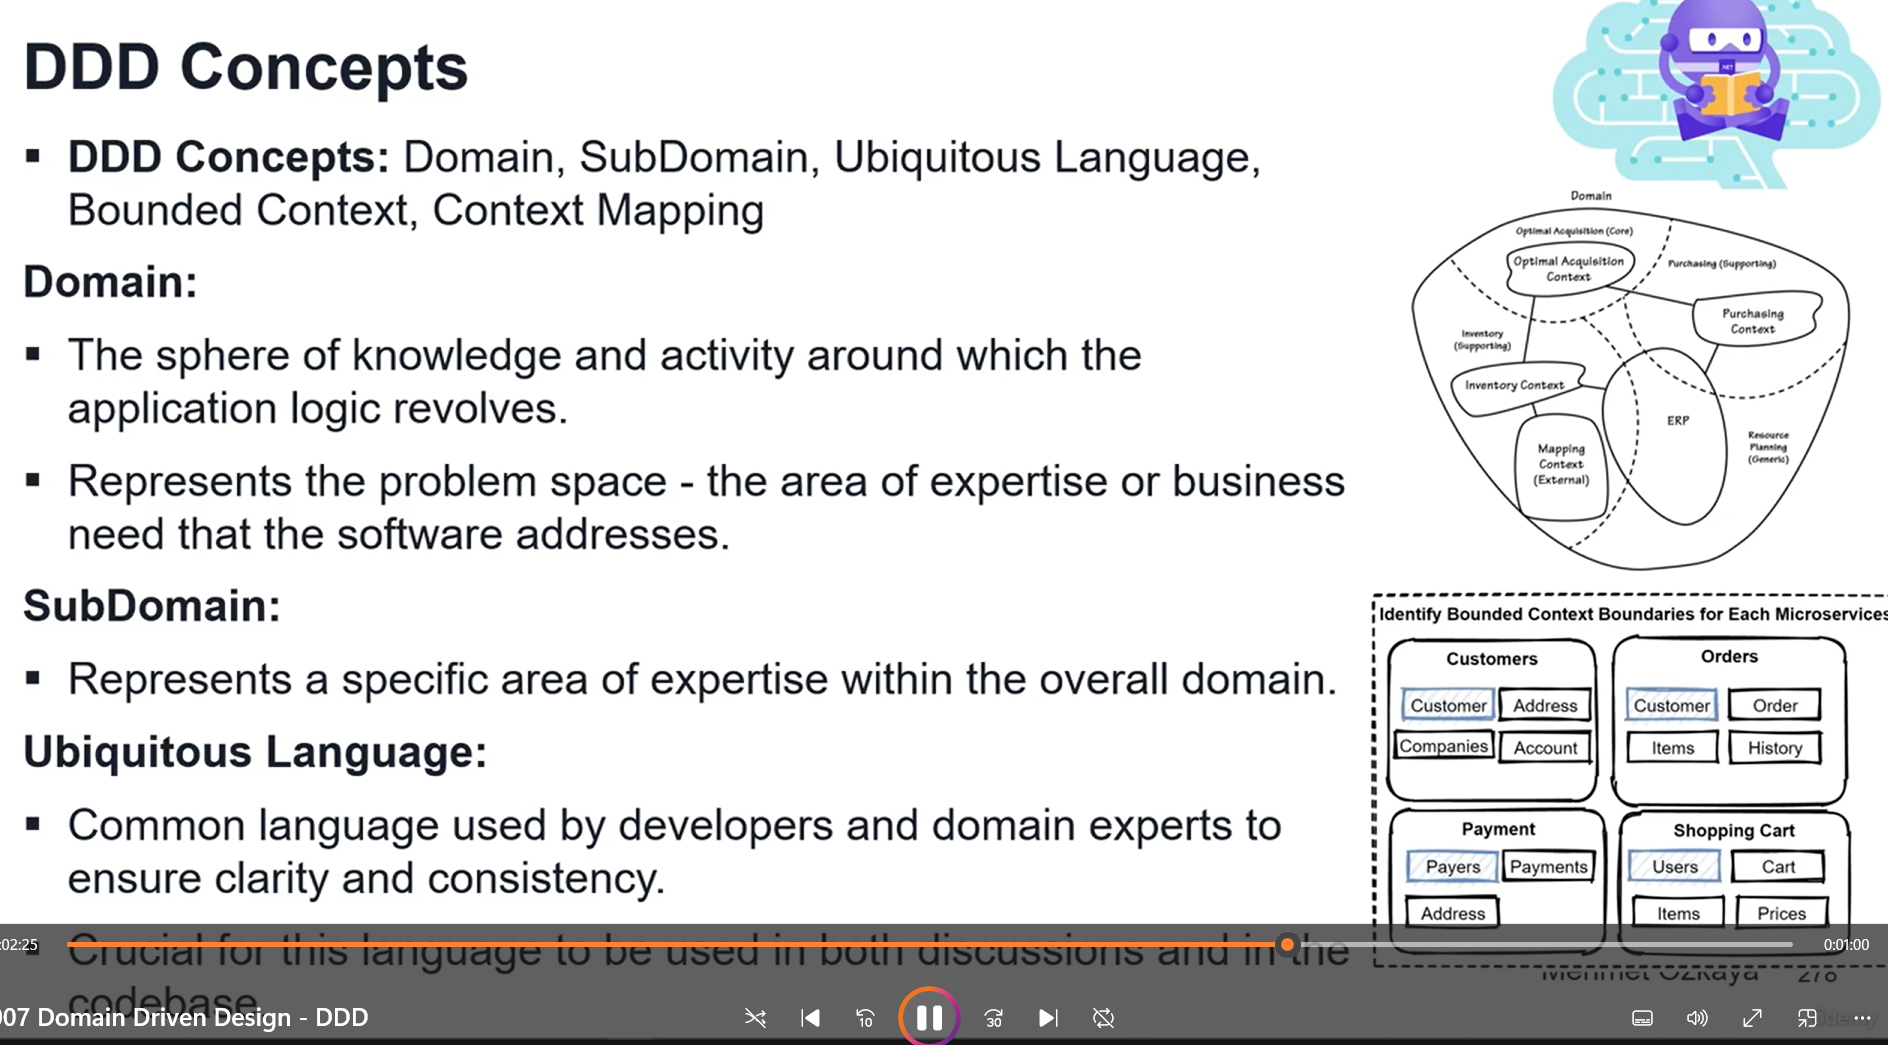 DDD Concepts
▪ DDD Concepts: Domain, SubDomain, Ubiquitous Language,
Bounded Context, Context Mapping
Domain:
▪ The sphere of knowledge and activity around which the
application logic revolves.
▪ Represents the problem space - the area of expertise or business
need that the software addresses.
SubDomain:
▪ Represents a specific area of expertise within the overall domain.
Ubiquitous Language:
▪ Common language used by developers and domain experts to
ensure clarity and consistency.
▪ Crucial for this language to be used in both discussions and in the
codebase
.NET
Domain
Optimal Acquisition (Core)
Optimal Acquisition
Context
Purchasing (Supporting)
Purchasing
Context
Inventory
(Supporting)
Inventory Context
ERP
Mapping
Context
(External)
Resource
Planning
(Generic)
Identify Bounded Context Boundaries for Each Microservices
Customers
Customer Address
Companies Account
Orders
Customer Order
Items History
Payment
Payers Payments
Address
Shopping Cart
Users Cart
Items Prices
Mehmet Ozkaya 278
:02:25
0:01:00
007 Domain Driven Design - DDD
10
30